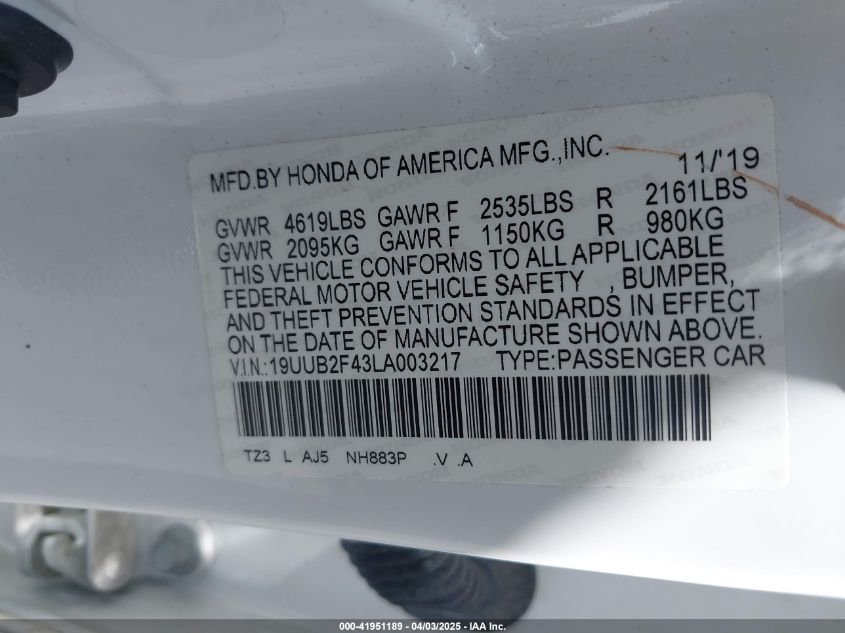 MFD.BY HONDA OF AMERICA MFG.,INC. 11/'19
GVWR 4619LBS GAWR F 2535LBS R 2161LBS
GVWR 2095KG GAWR F 1150KG R 980KG
THIS VEHICLE CONFORMS TO ALL APPLICABLE
FEDERAL MOTOR VEHICLE SAFETY , BUMPER,
AND THEFT PREVENTION STANDARDS IN EFFECT
ON THE DATE OF MANUFACTURE SHOWN ABOVE.
V.I.N.:19UUB2F43LA003217 TYPE:PASSENGER CAR
TZ3 L AJ5 NH883P .V .A
000-41951189 - 04/03/2025 - IAA Inc.